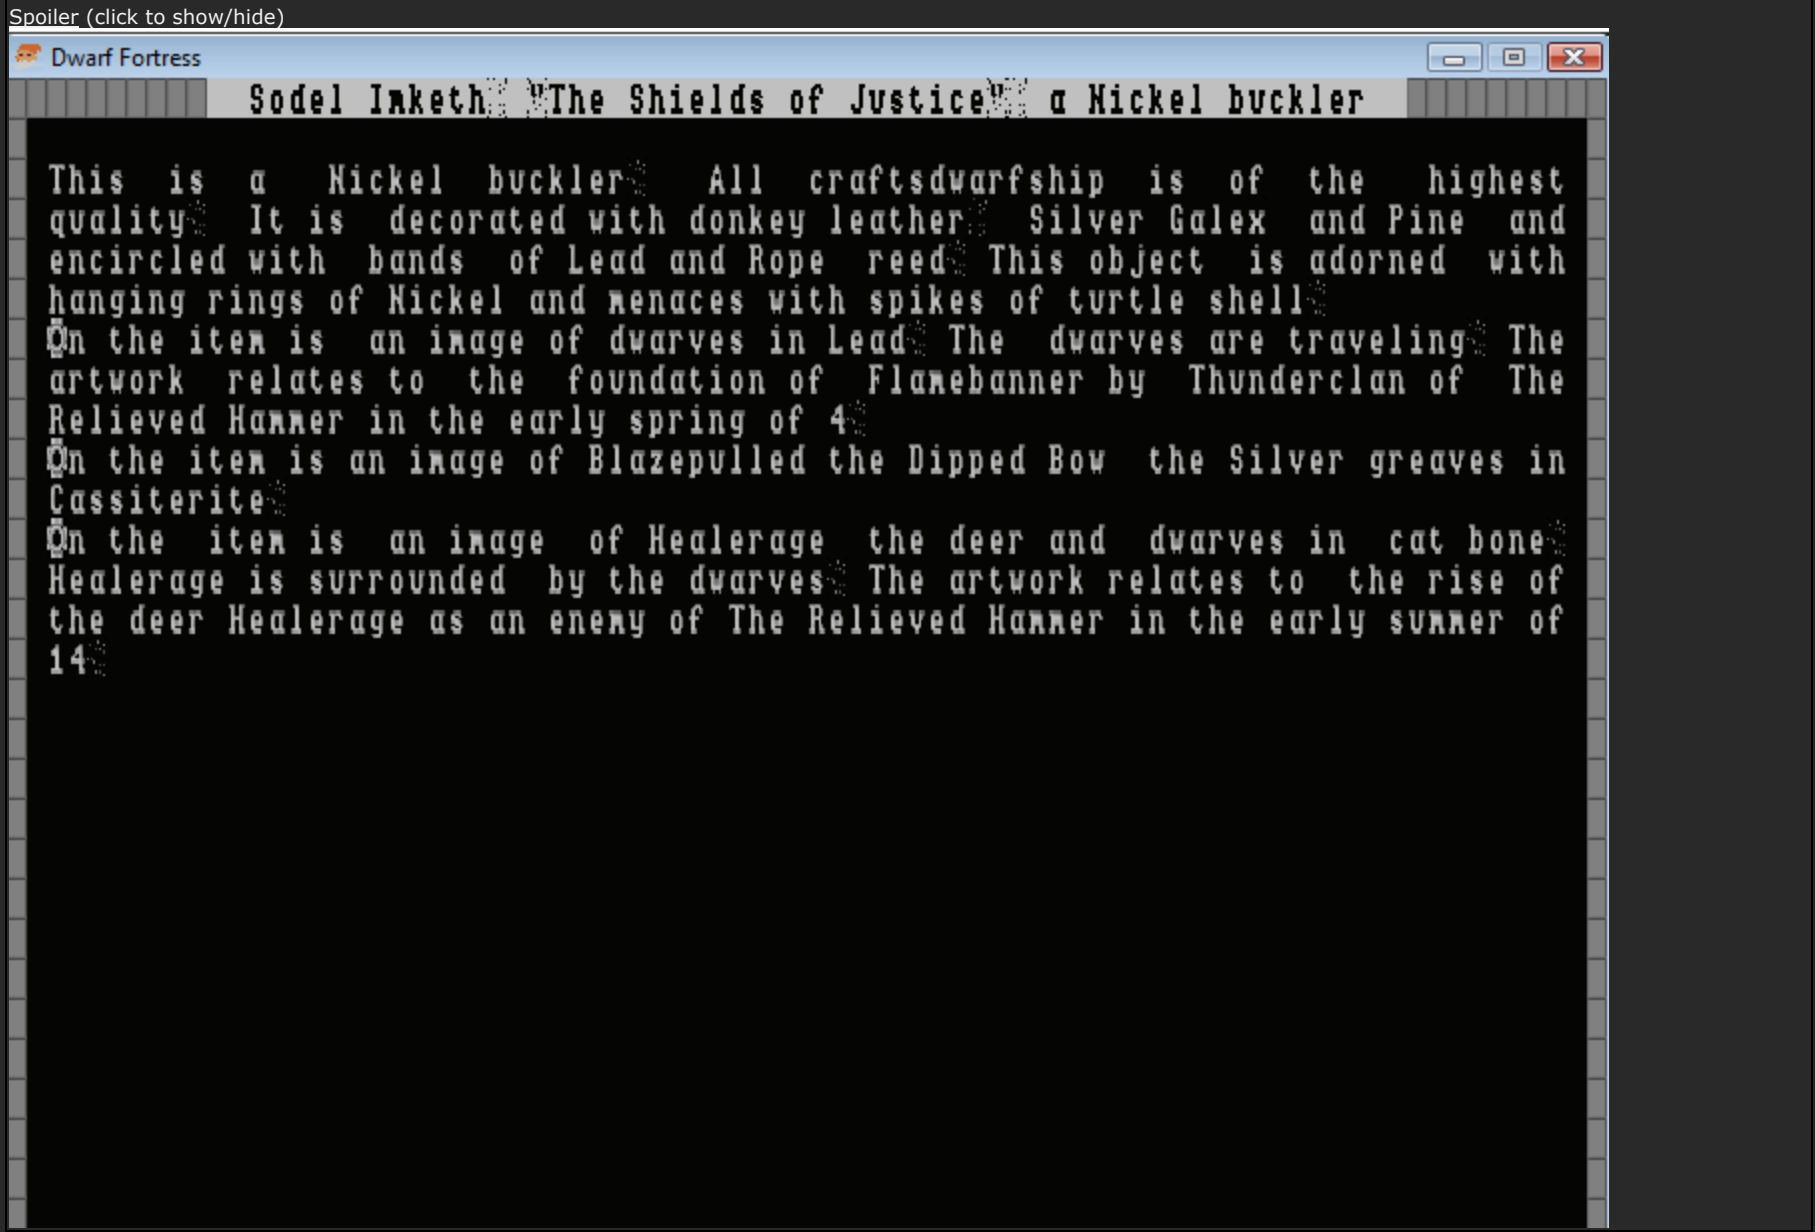 Spoiler (click to show/hide)
Dwarf Fortress
Sodel Imketh, "The Shields of Justice", a Nickel buckler
This is a Nickel buckler. All craftsdwarfship is of the highest
quality. It is decorated with donkey leather, Silver Galex and Pine and
encircled with bands of Lead and Rope reed. This object is adorned with
hanging rings of Nickel and menaces with spikes of turtle shell.
On the item is an image of dwarves in Lead. The dwarves are traveling. The
artwork relates to the foundation of Flamebanner by Thunderclan of The
Relieved Hammer in the early spring of 4.
On the item is an image of Blazepulled the Dipped Bow the Silver greaves in
Cassiterite.
On the item is an image of Healerage the deer and dwarves in cat bone.
Healerage is surrounded by the dwarves. The artwork relates to the rise of
the deer Healerage as an enemy of The Relieved Hammer in the early summer of
14.